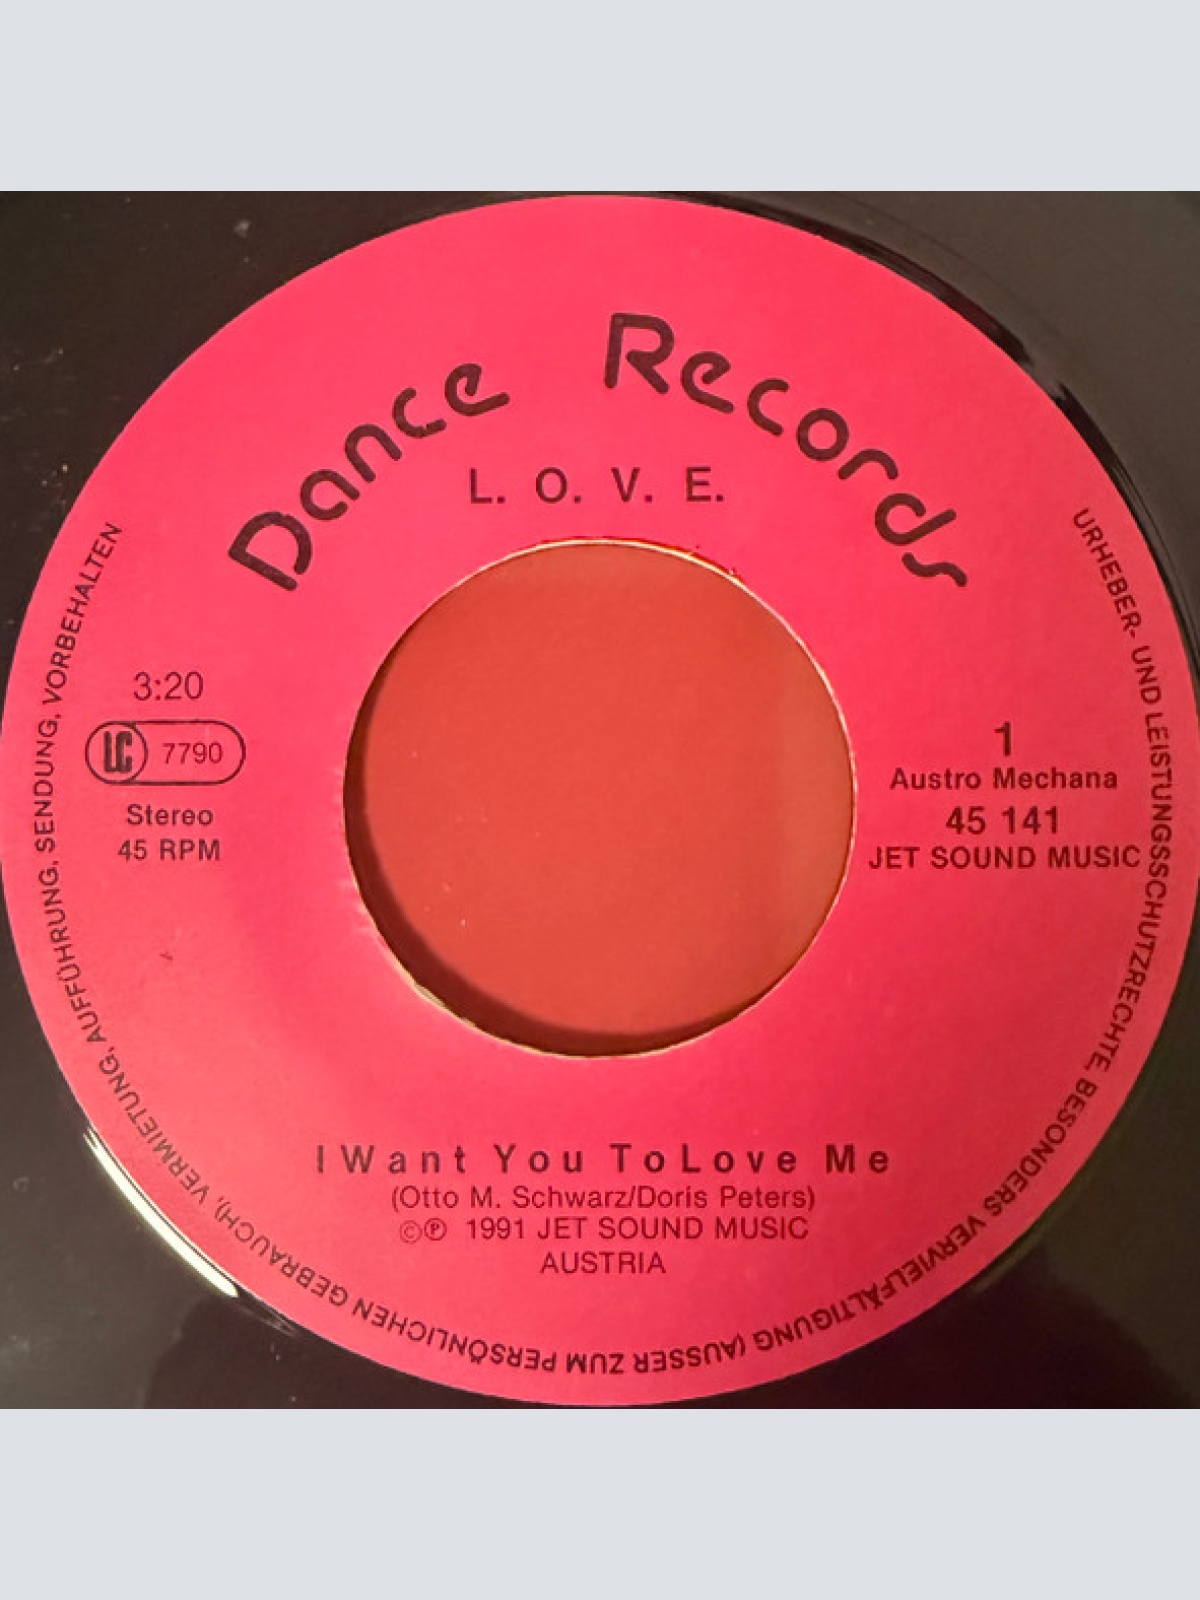 Dance Records
L. O. V. E.
3:20
LC 7790
Stereo
45 RPM
1
Austro Mechana
45 141
JET SOUND MUSIC
I Want You To Love Me
(Otto M. Schwarz/Doris Peters)
©℗ 1991 JET SOUND MUSIC
AUSTRIA
URHEBER- UND LEISTUNGSSCHUTZRECHTE, BESONDERS VERVIELFÄLTIGUNG (AUSSER ZUM PERSÖNLICHEN GEBRAUCH), VERMIETUNG, AUFFÜHRUNG, SENDUNG, VORBEHALTEN